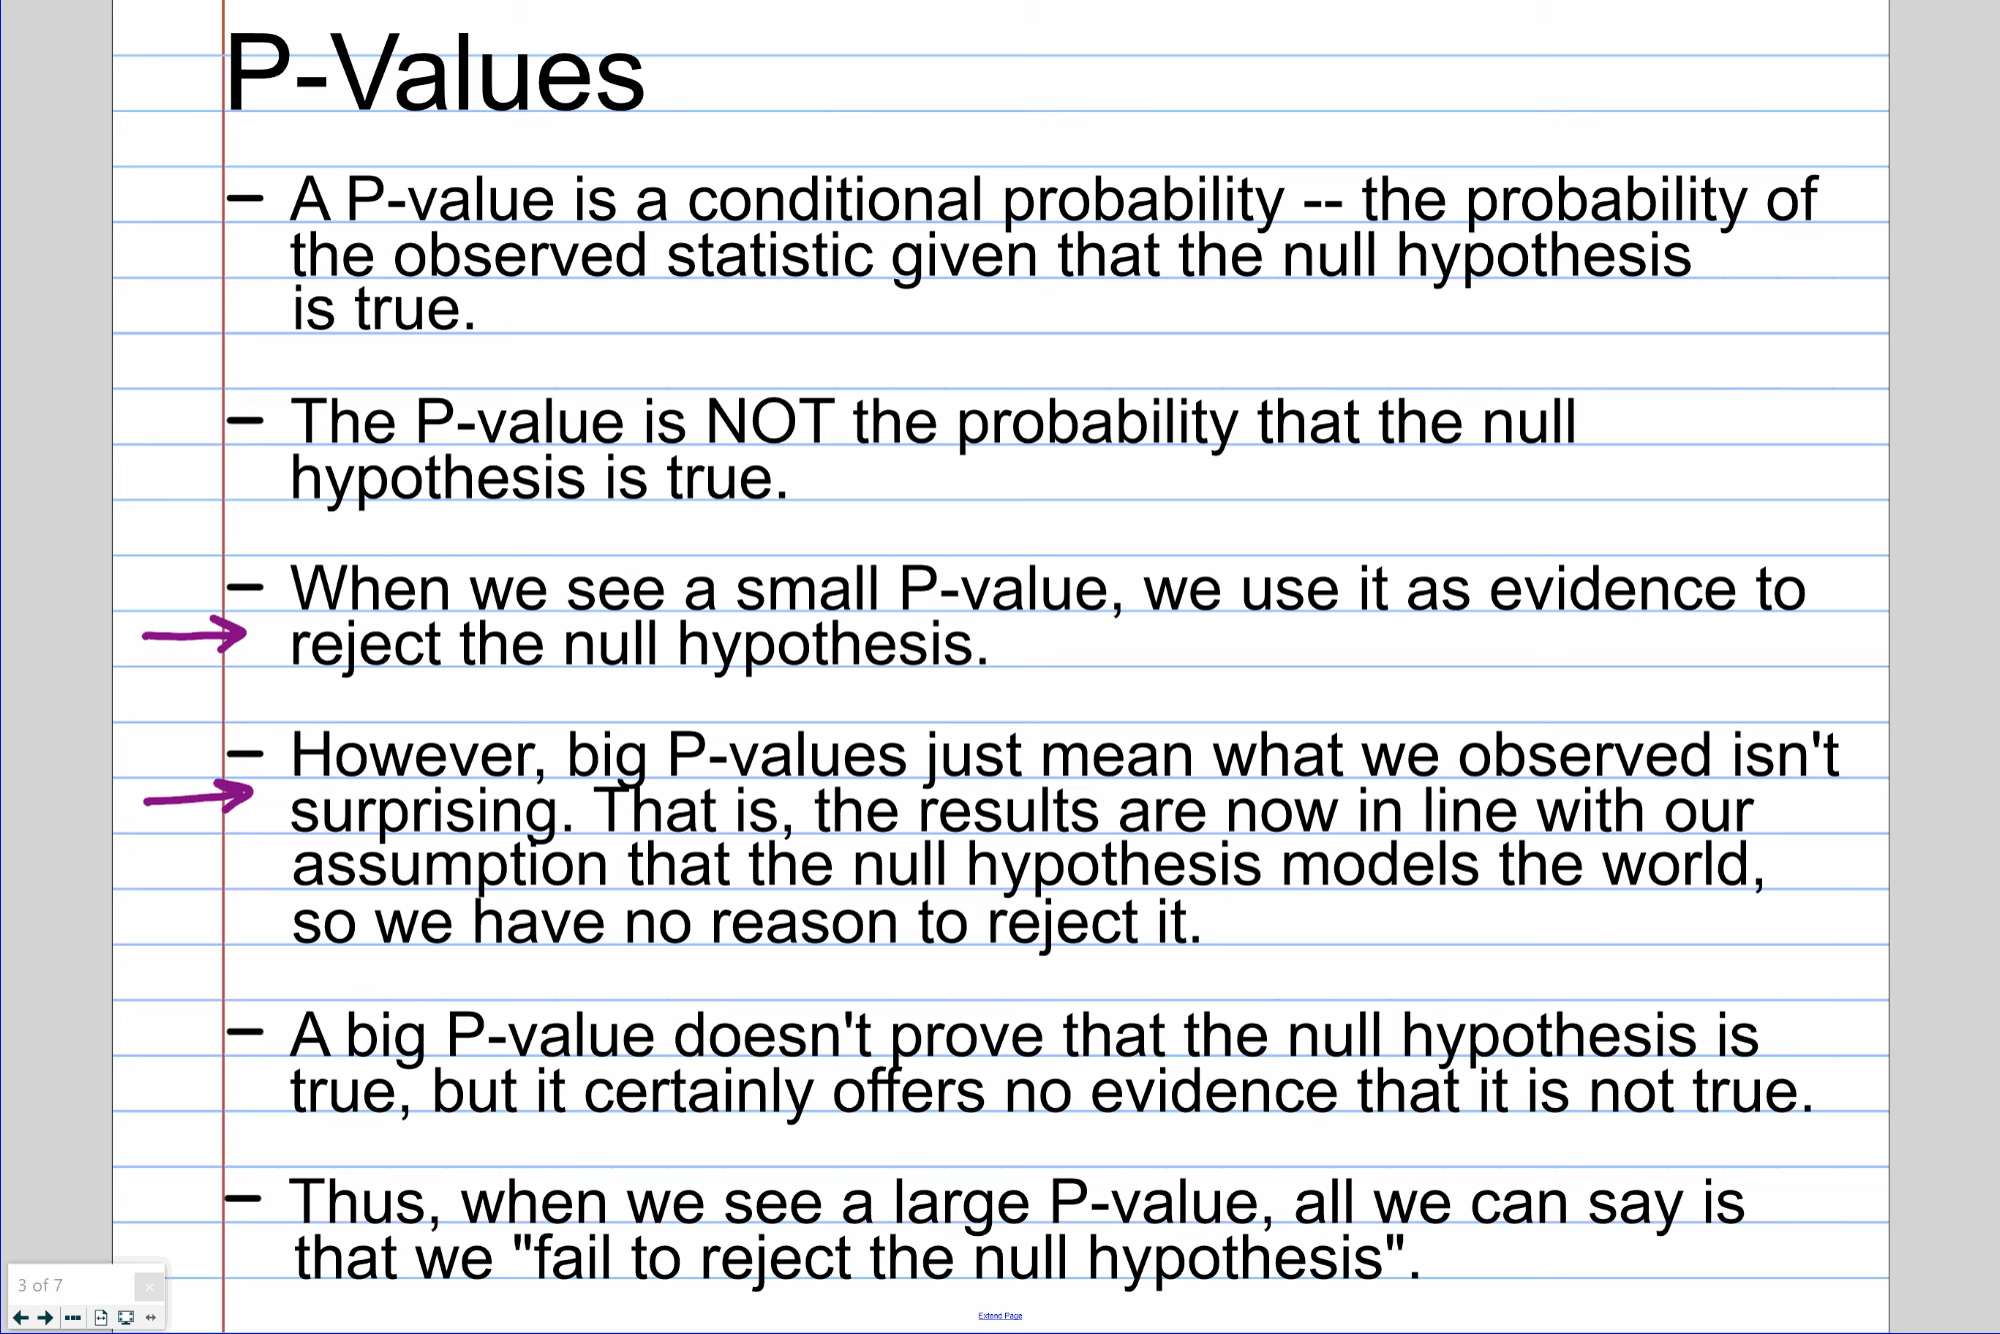 P-Values
– A P-value is a conditional probability -- the probability of
the observed statistic given that the null hypothesis
is true.
– The P-value is NOT the probability that the null
hypothesis is true.
– When we see a small P-value, we use it as evidence to
reject the null hypothesis.
– However, big P-values just mean what we observed isn't
surprising. That is, the results are now in line with our
assumption that the null hypothesis models the world,
so we have no reason to reject it.
– A big P-value doesn't prove that the null hypothesis is
true, but it certainly offers no evidence that it is not true.
– Thus, when we see a large P-value, all we can say is
that we "fail to reject the null hypothesis".
3 of 7
Extend Page